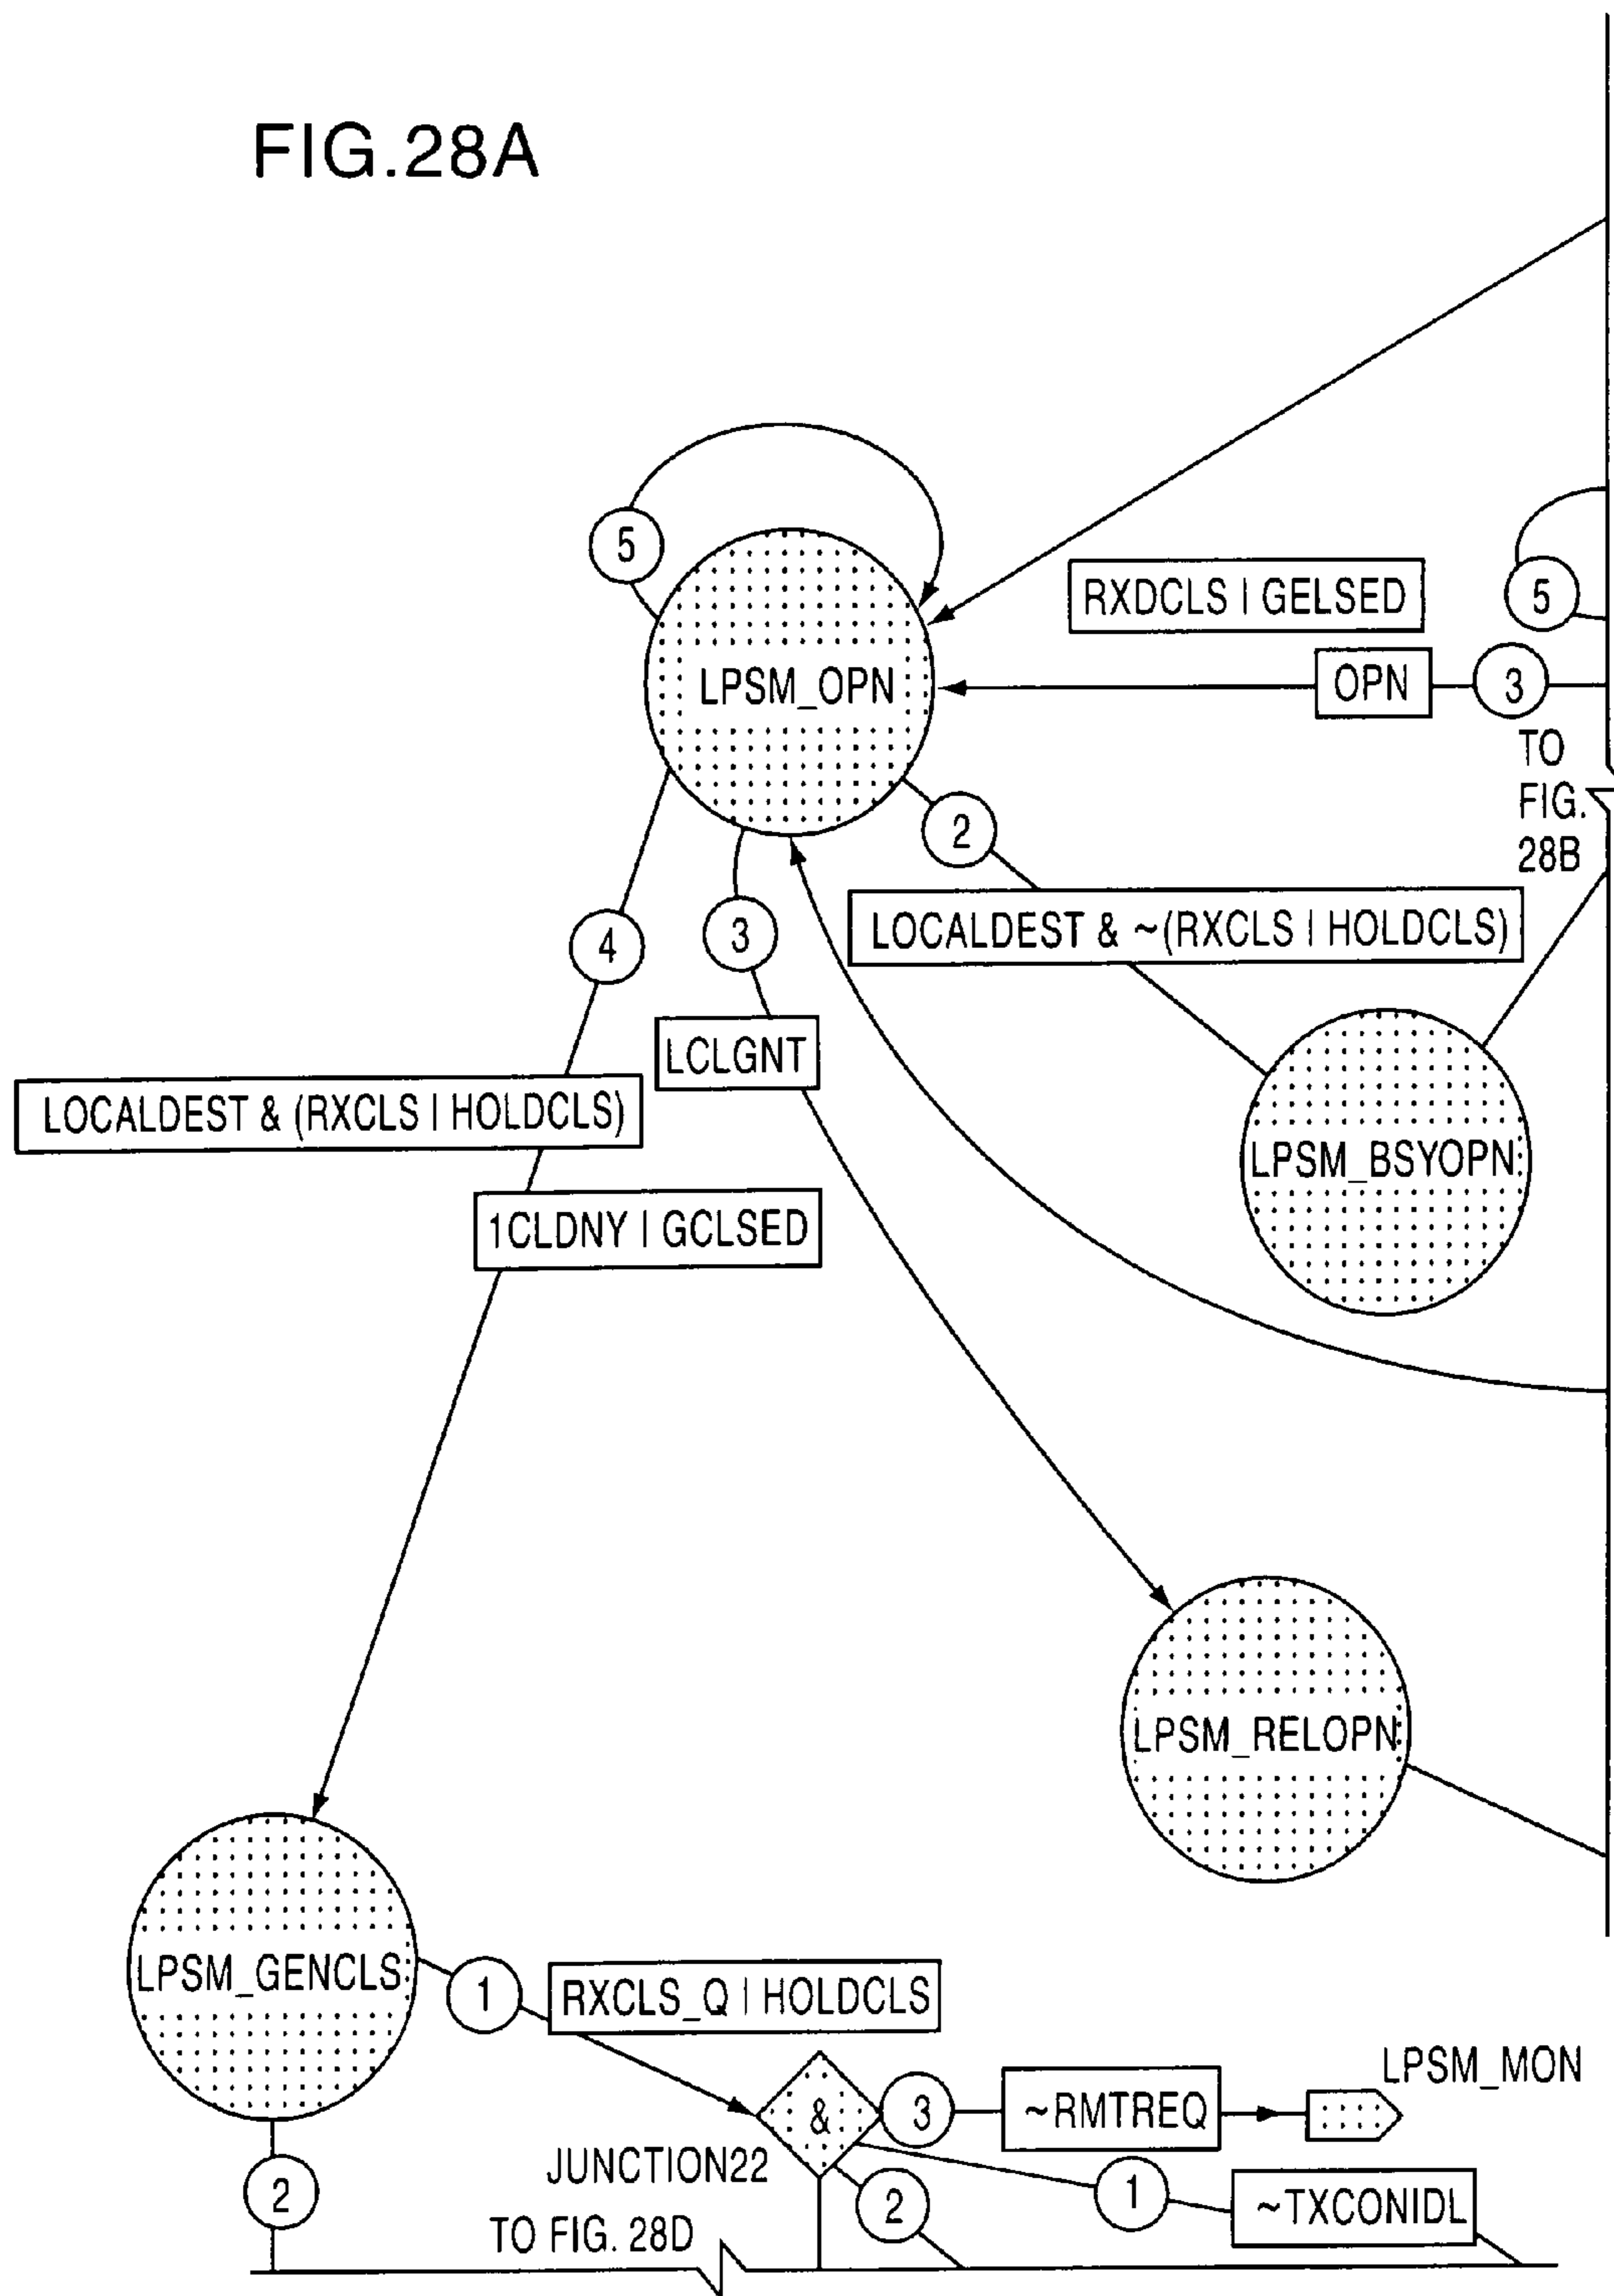 FIG.28A
5
RXDCLS | GELSED
5
LPSM_OPN
OPN
3
TO
FIG.
28B
2
4
3
LOCALDEST & ~(RXCLS | HOLDCLS)
LCLGNT
LOCALDEST & (RXCLS | HOLDCLS)
LPSM_BSYOPN
1CLDNY | GCLSED
LPSM_RELOPN
LPSM_GENCLS
1
RXCLS_Q | HOLDCLS
LPSM_MON
&
3
~RMTREQ
JUNCTION22
2
2
1
~TXCONIDL
TO FIG. 28D